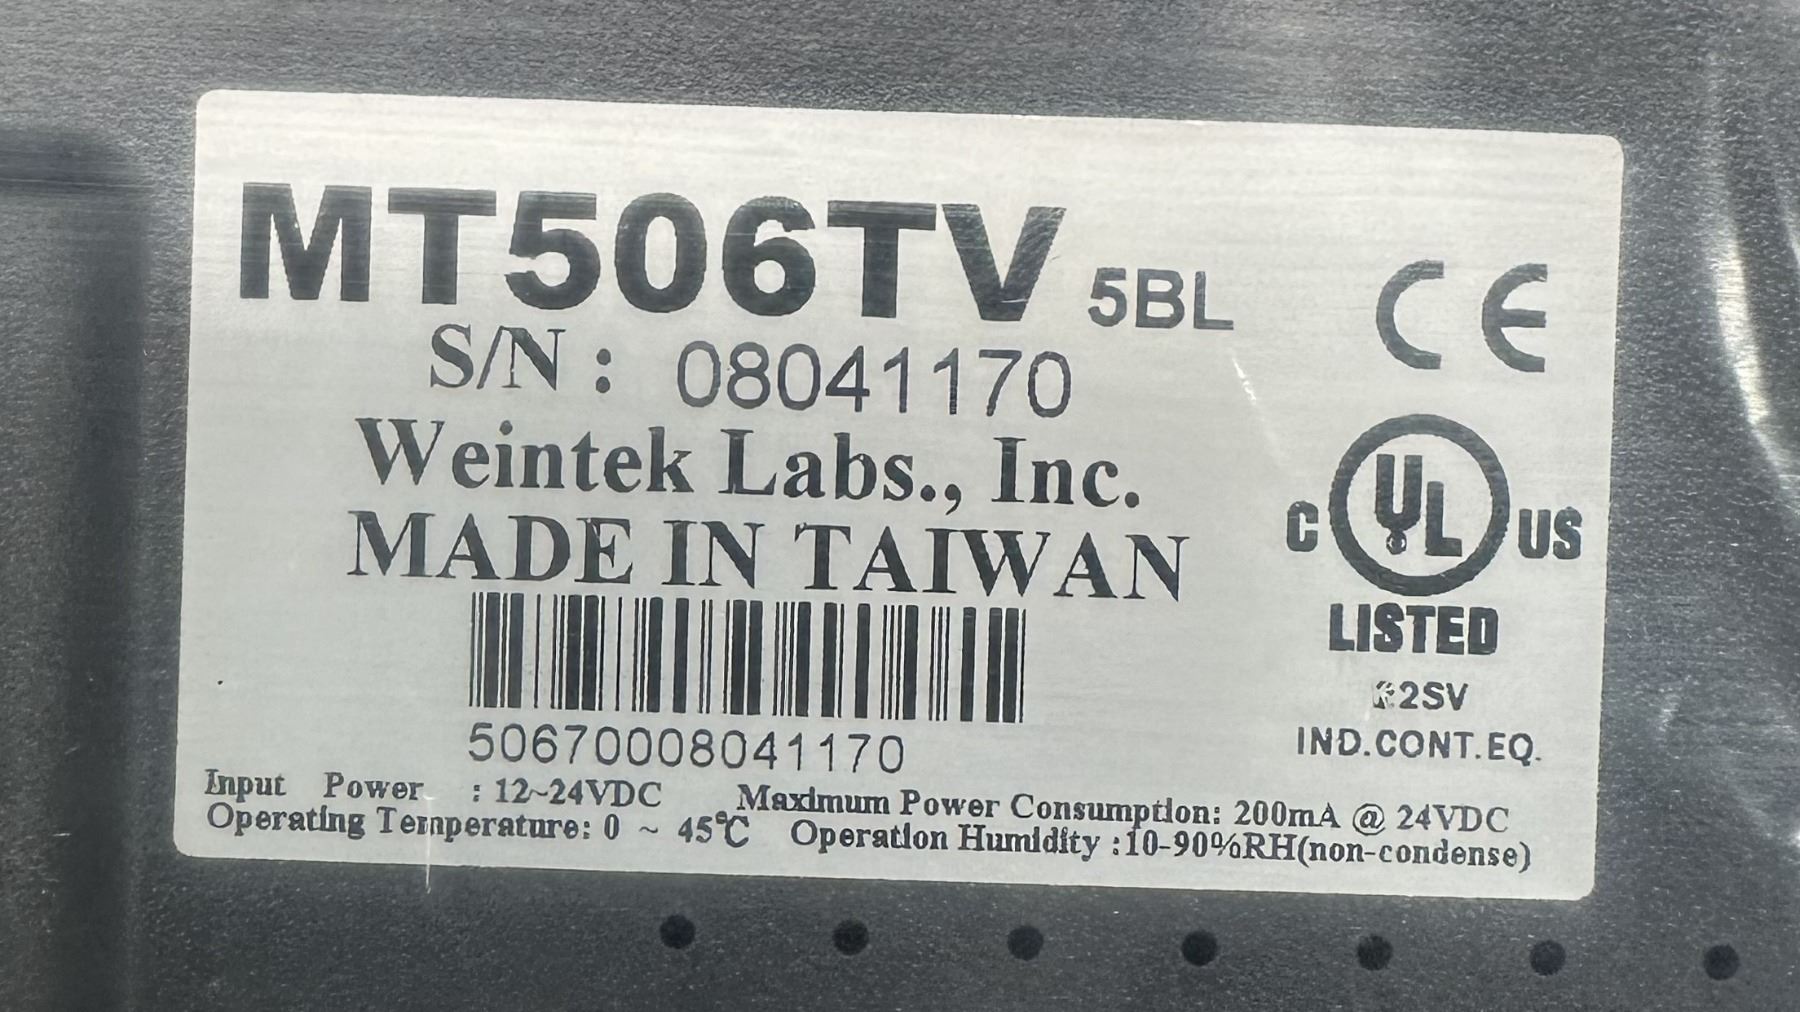 MT506TV 5BL
CE
S/N : 08041170
Weintek Labs., Inc.
MADE IN TAIWAN
C UL US
LISTED
50670008041170
IND.CONT.EQ.
Input Power : 12~24VDC Maximum Power Consumption: 200mA @ 24VDC
Operating Temperature: 0 ~ 45℃ Operation Humidity :10-90%RH(non-condense)